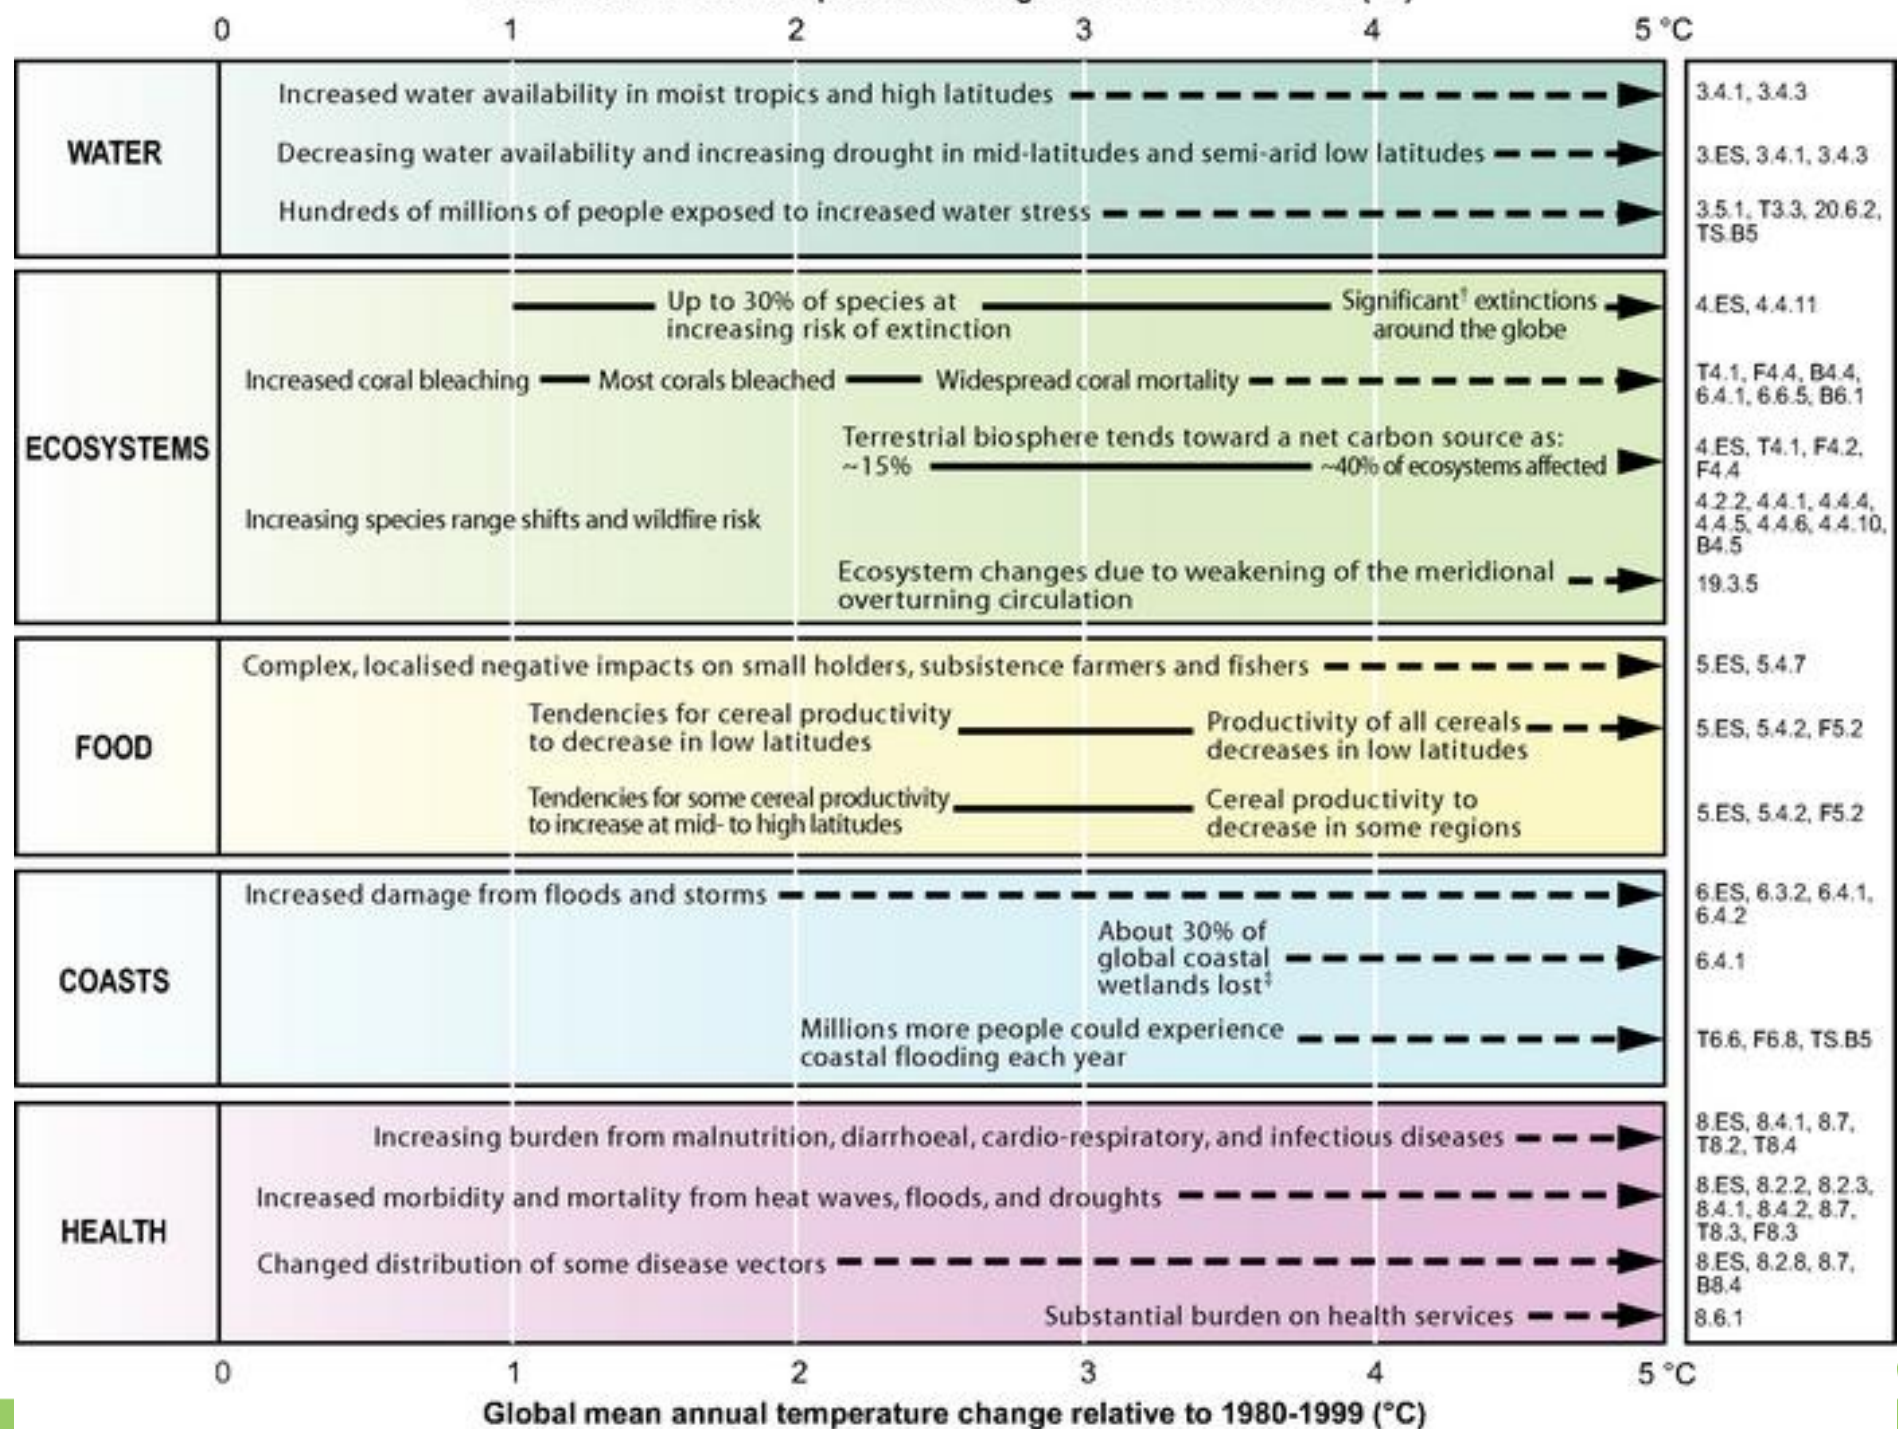 0 1 2 3 4 5 °C
WATER
Increased water availability in moist tropics and high latitudes
3.4.1, 3.4.3
Decreasing water availability and increasing drought in mid-latitudes and semi-arid low latitudes
3.ES, 3.4.1, 3.4.3
Hundreds of millions of people exposed to increased water stress
3.5.1, T3.3, 20.6.2,
TS.B5
ECOSYSTEMS
Up to 30% of species at
increasing risk of extinction
Significant† extinctions
around the globe
4.ES, 4.4.11
Increased coral bleaching
Most corals bleached
Widespread coral mortality
T4.1, F4.4, B4.4,
6.4.1, 6.6.5, B6.1
Terrestrial biosphere tends toward a net carbon source as:
~15%
~40% of ecosystems affected
4.ES, T4.1, F4.2,
F4.4
Increasing species range shifts and wildfire risk
4.2.2, 4.4.1, 4.4.4,
4.4.5, 4.4.6, 4.4.10,
B4.5
Ecosystem changes due to weakening of the meridional
overturning circulation
19.3.5
FOOD
Complex, localised negative impacts on small holders, subsistence farmers and fishers
5.ES, 5.4.7
Tendencies for cereal productivity
to decrease in low latitudes
Productivity of all cereals
decreases in low latitudes
5.ES, 5.4.2, F5.2
Tendencies for some cereal productivity
to increase at mid- to high latitudes
Cereal productivity to
decrease in some regions
5.ES, 5.4.2, F5.2
COASTS
Increased damage from floods and storms
6.ES, 6.3.2, 6.4.1,
6.4.2
About 30% of
global coastal
wetlands lost‡
6.4.1
Millions more people could experience
coastal flooding each year
T6.6, F6.8, TS.B5
HEALTH
Increasing burden from malnutrition, diarrhoeal, cardio-respiratory, and infectious diseases
8.ES, 8.4.1, 8.7,
T8.2, T8.4
Increased morbidity and mortality from heat waves, floods, and droughts
8.ES, 8.2.2, 8.2.3,
8.4.1, 8.4.2, 8.7,
T8.3, F8.3
Changed distribution of some disease vectors
8.ES, 8.2.8, 8.7,
B8.4
Substantial burden on health services
8.6.1
0 1 2 3 4 5 °C
Global mean annual temperature change relative to 1980-1999 (°C)